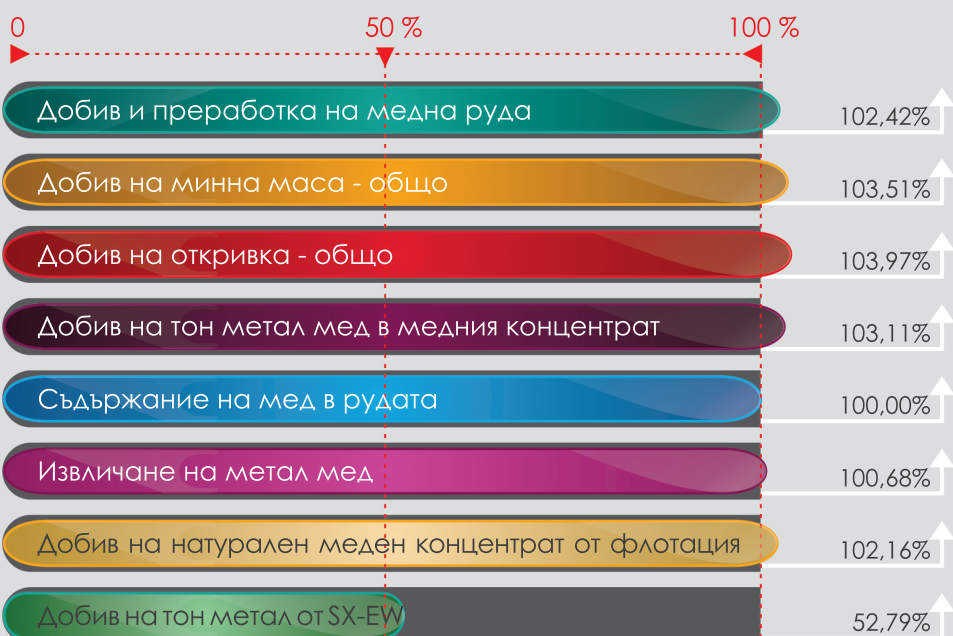 0 50 % 100 %
Добив и преработка на медна руда 102,42%
Добив на минна маса - общо 103,51%
Добив на откривка - общо 103,97%
Добив на тон метал мед в медния концентрат 103,11%
Съдържание на мед в рудата 100,00%
Извличане на метал мед 100,68%
Добив на натурален меден концентрат от флотация 102,16%
Добив на тон метал от SX-EW 52,79%